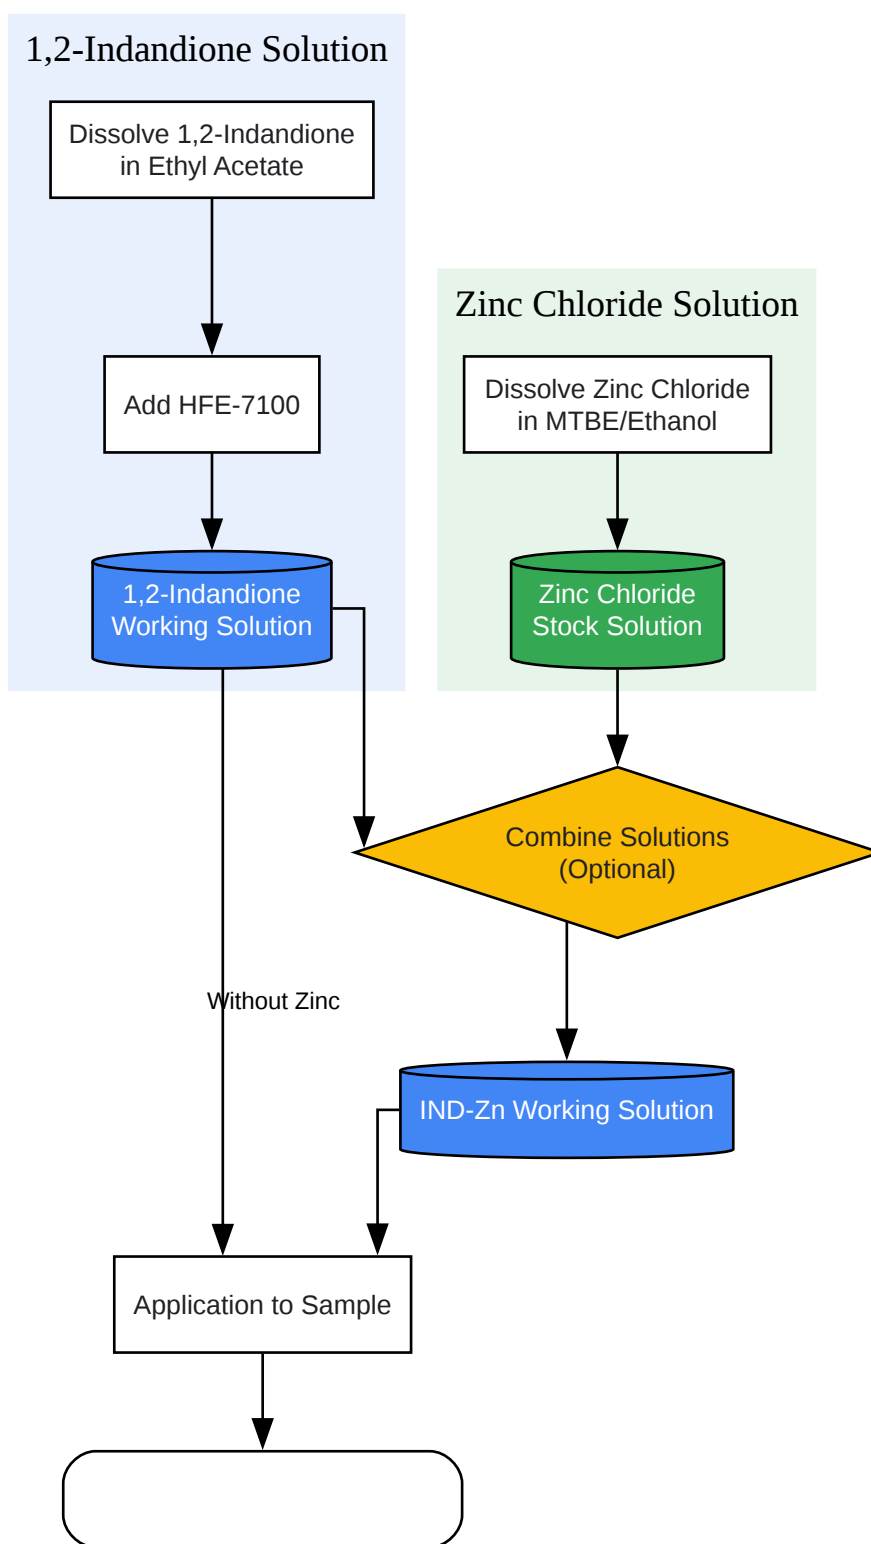 1,2-Indandione Solution
Dissolve 1,2-Indandione
in Ethyl Acetate
Zinc Chloride Solution
Add HFE-7100
Dissolve Zinc Chloride
in MTBE/Ethanol
1,2-Indandione
Working Solution
Zinc Chloride
Stock Solution
Combine Solutions
(Optional)
Without Zinc
IND-Zn Working Solution
Application to Sample